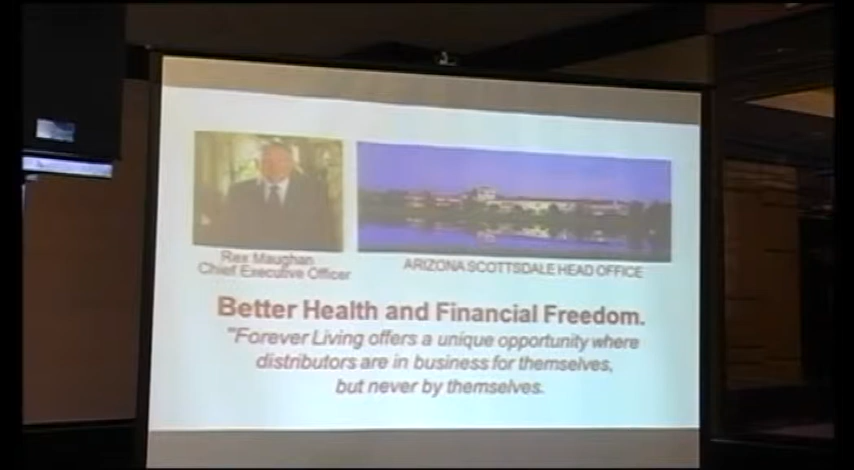 Rex Maughan
Chief Executive Officer
ARIZONA SCOTTSDALE HEAD OFFICE
Better Health and Financial Freedom.
"Forever Living offers a unique opportunity where
distributors are in business for themselves,
but never by themselves.